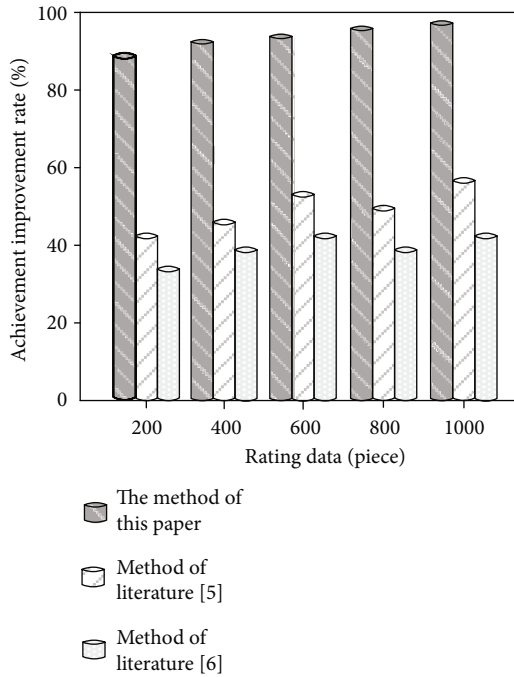 Achievement improvement rate (%)
100
80
60
40
20
0
200 400 600 800 1000
Rating data (piece)
The method of
this paper
Method of
literature [5]
Method of
literature [6]